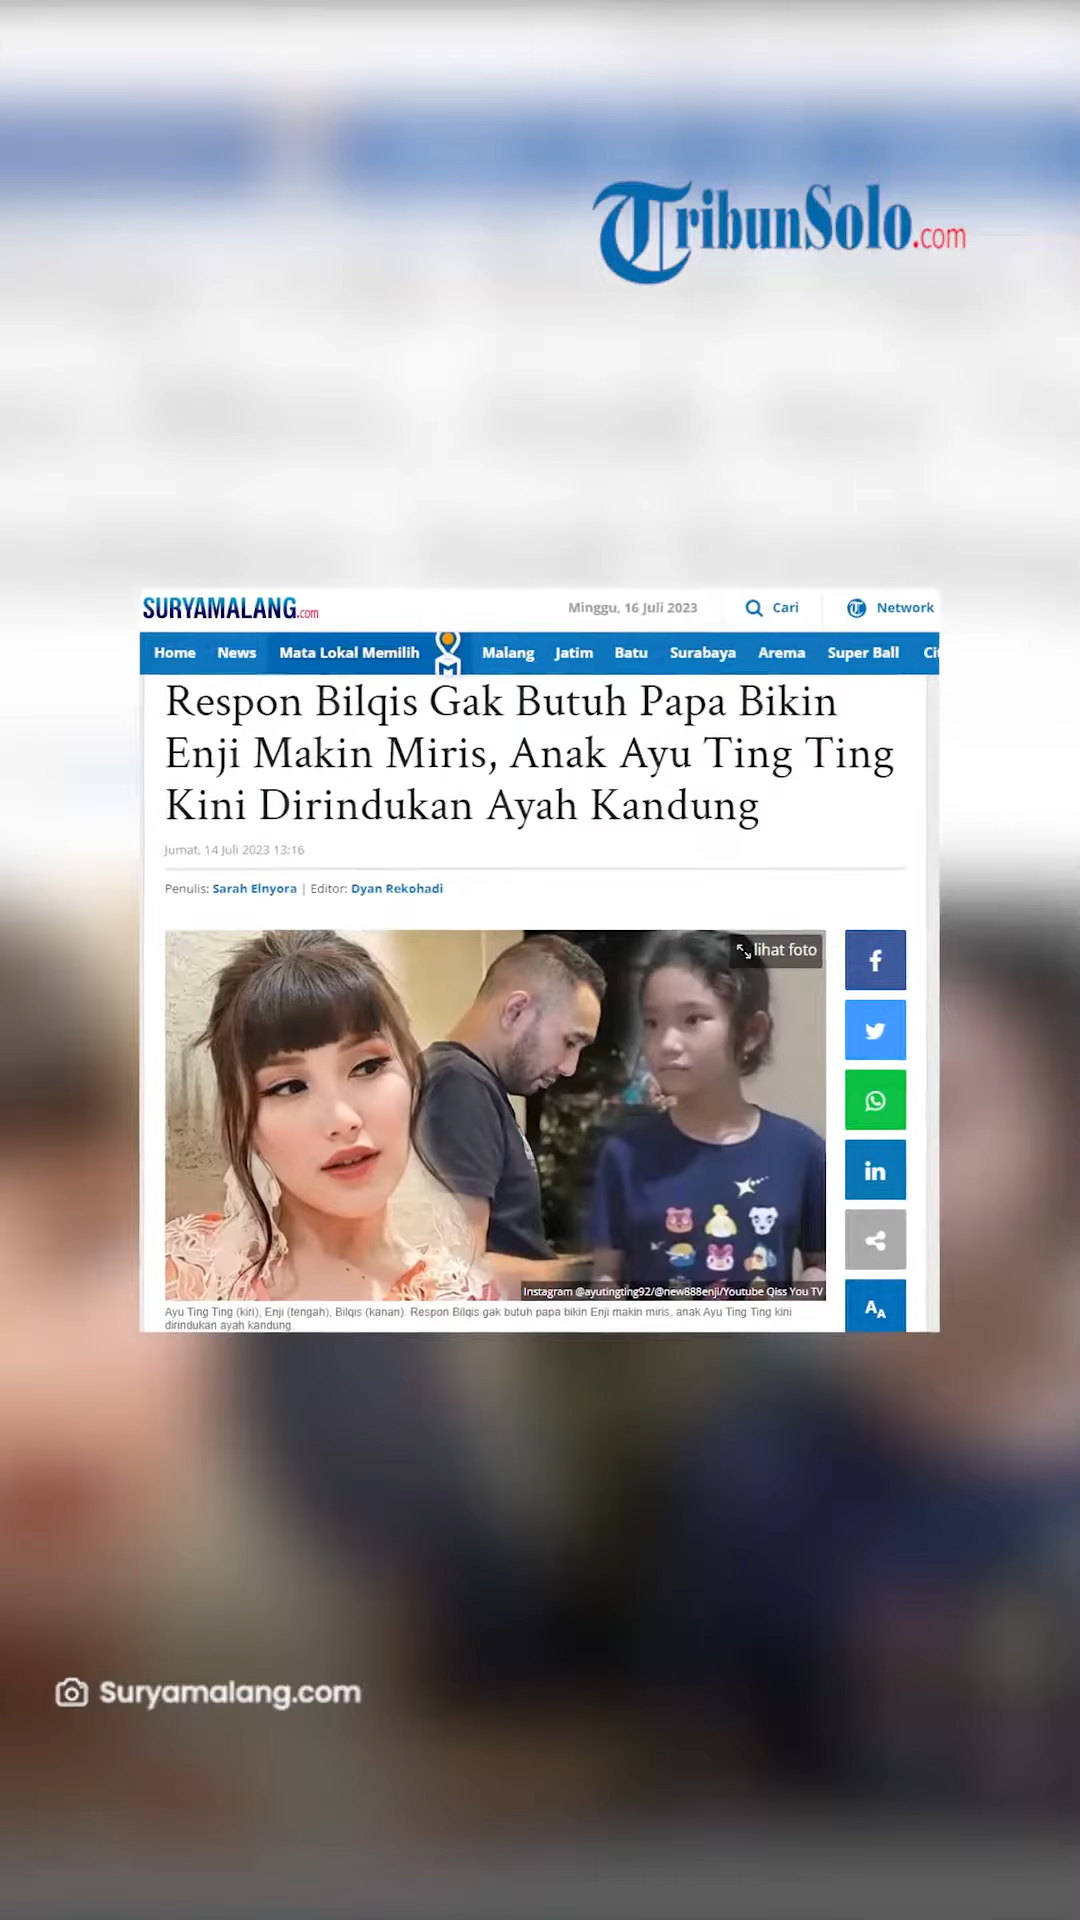 TribunSolo.com
SURYAMALANG.com
Minggu, 16 Juli 2023
Cari
Network
Home News Mata Lokal Memilih Malang Jatim Batu Surabaya Arema Super Ball
Respon Bilqis Gak Butuh Papa Bikin
Enji Makin Miris, Anak Ayu Ting Ting
Kini Dirindukan Ayah Kandung
Jumat, 14 Juli 2023 13:16
Penulis: Sarah Elnyora | Editor: Dyan Rekohadi
lihat foto
Instagram @ayutingting92/@new888enji/Youtube Qiss You TV
Ayu Ting Ting (kiri), Enji (tengah), Bilqis (kanan). Respon Bilqis gak butuh papa bikin Enji makin miris, anak Ayu Ting Ting kini
dirindukan ayah kandung.
AA
Suryamalang.com